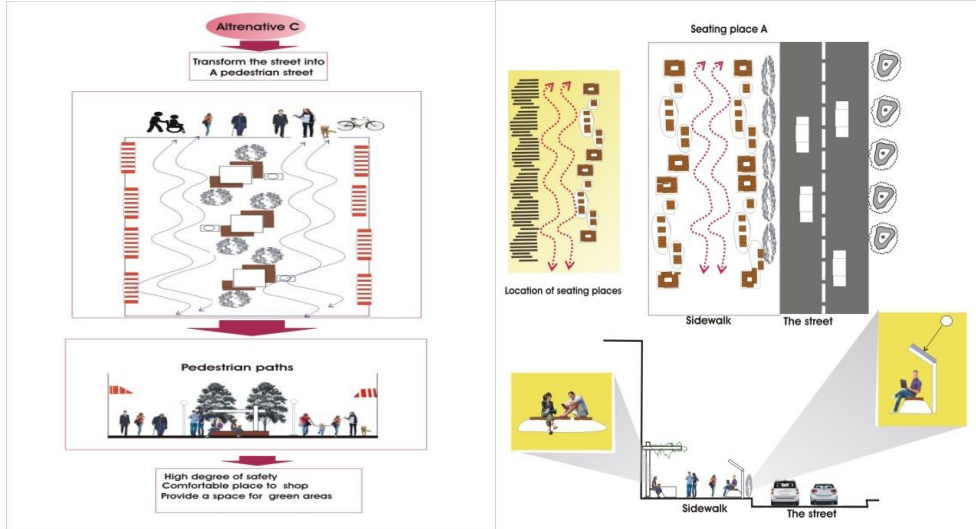 Altrenative C
Transform the street into
A pedestrian street
Pedestrian paths
High degree of safety
Comfortable place to shop
Provide a space for green areas
Seating place A
Location of seating places
Sidewalk
The street
Sidewalk
The street